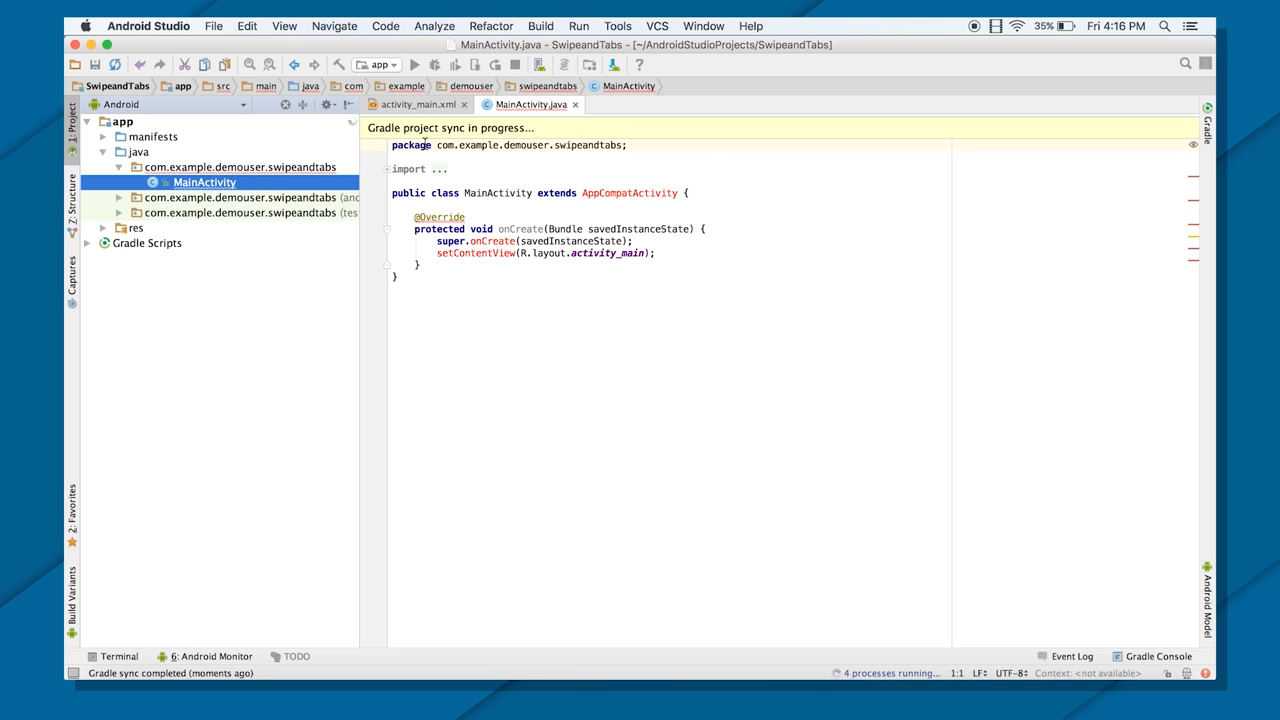 Android Studio File Edit View Navigate Code Analyze Refactor Build Run Tools VCS Window Help 35% Fri 4:16 PM
MainActivity.java - SwipeandTabs - [~/AndroidStudioProjects/SwipeandTabs]
app
SwipeandTabs app src main java com example demouser swipeandtabs MainActivity
Android
activity_main.xml
MainActivity.java
1: Project
Z: Structure
Captures
2: Favorites
Build Variants
app
manifests
java
com.example.demouser.swipeandtabs
MainActivity
com.example.demouser.swipeandtabs (and
com.example.demouser.swipeandtabs (tes
res
Gradle Scripts
Gradle project sync in progress...
package com.example.demouser.swipeandtabs;
import ...
public class MainActivity extends AppCompatActivity {
@Override
protected void onCreate(Bundle savedInstanceState) {
super.onCreate(savedInstanceState);
setContentView(R.layout.activity_main);
}
}
Gradle
Android Model
Terminal 6: Android Monitor TODO Event Log Gradle Console
Gradle sync completed (moments ago) 4 processes running... 1:1 LF UTF-8 Context: <not available>